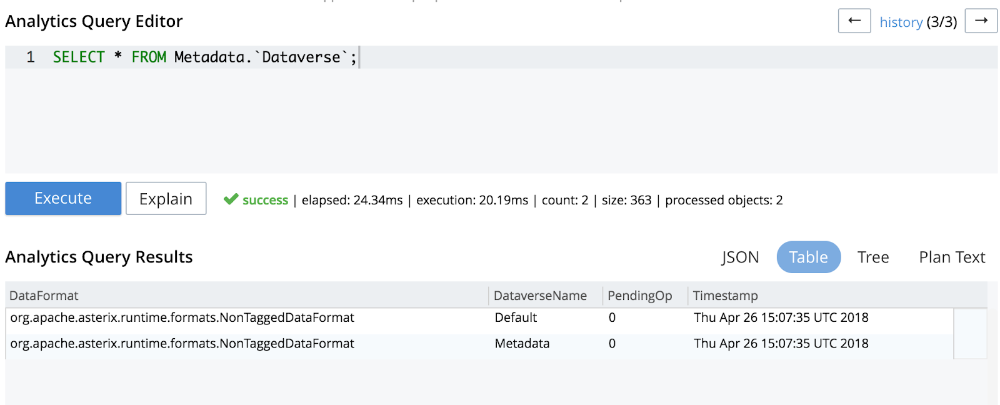 Analytics Query Editor
← history (3/3) →
1 SELECT * FROM Metadata.`Dataverse`;
Execute Explain success | elapsed: 24.34ms | execution: 20.19ms | count: 2 | size: 363 | processed objects: 2
Analytics Query Results JSON Table Tree Plan Text
DataFormat DataverseName PendingOp Timestamp
org.apache.asterix.runtime.formats.NonTaggedDataFormat Default 0 Thu Apr 26 15:07:35 UTC 2018
org.apache.asterix.runtime.formats.NonTaggedDataFormat Metadata 0 Thu Apr 26 15:07:35 UTC 2018